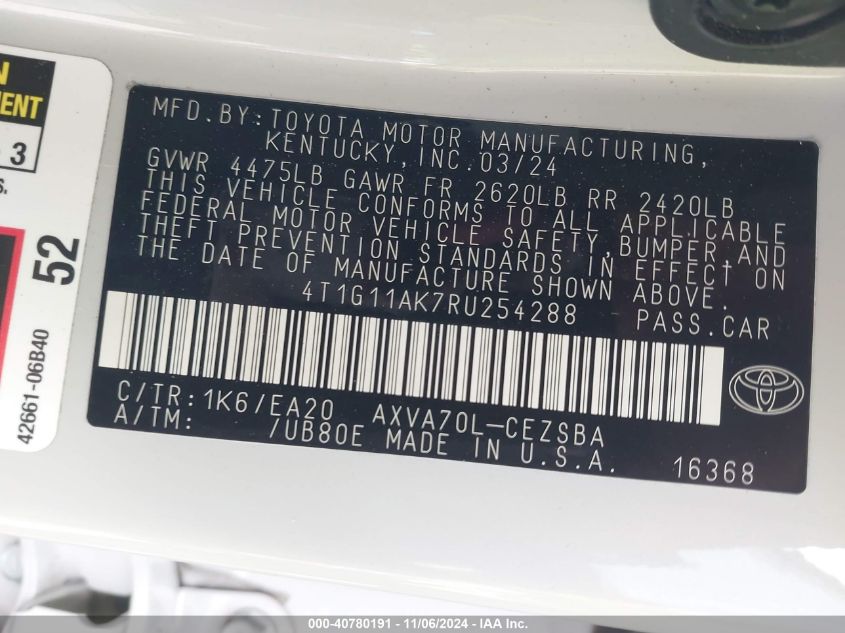 N
MENT
3
S.
52
42661-06B40
MFD.BY:TOYOTA MOTOR MANUFACTURING,
KENTUCKY,INC.03/24
GVWR 4475LB GAWR FR 2620LB RR 2420LB
THIS VEHICLE CONFORMS TO ALL APPLICABLE
FEDERAL MOTOR VEHICLE SAFETY,BUMPER,AND
THEFT PREVENTION STANDARDS IN EFFECT ON
THE DATE OF MANUFACTURE SHOWN ABOVE.
4T1G11AK7RU254288 PASS.CAR
C/TR:1K6/EA20 AXVA70L-CEZSBA
A/TM: /UB80E MADE IN U.S.A.
16368
000-40780191 - 11/06/2024 - IAA Inc.